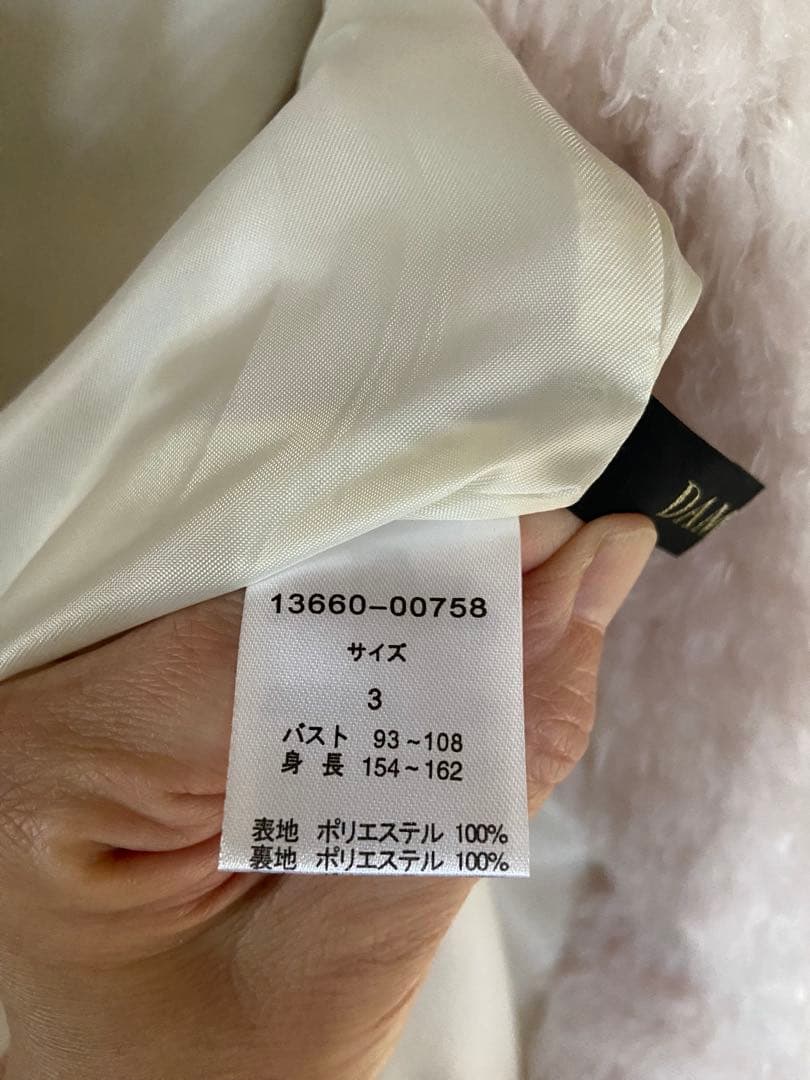 13660-00758
サイズ
3
バスト 93~108
身長 154~162
表地 ポリエステル 100%
裏地 ポリエステル 100%
DAM